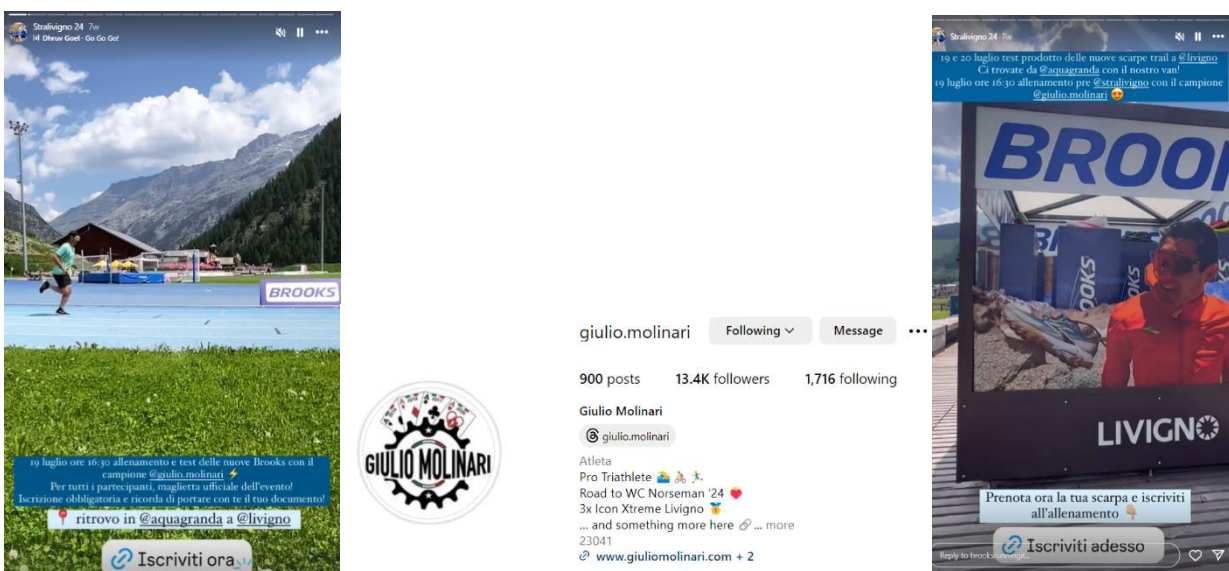 Stralivigno 24 7w
Dhruv Goel · Go Go Go!
BROOKS
19 luglio ore 16:30 allenamento e test delle nuove Brooks con il
campione @giulio.molinari ⚡
Per tutti i partecipanti, maglietta ufficiale dell'evento!
Iscrizione obbligatoria e ricorda di portare con te il tuo documento!
📍 ritrovo in @aquagranda a @livigno
Iscriviti ora
GIULIO MOLINARI
giulio.molinari Following Message
900 posts 13.4K followers 1,716 following
Giulio Molinari
giulio.molinari
Atleta
Pro Triathlete 🏊 🚴 🏃
Road to WC Norseman '24 ❤️
3x Icon Xtreme Livigno 🏅
... and something more here 🔗 ... more
23041
www.giuliomolinari.com + 2
Stralivigno 24 7w
19 e 20 luglio test prodotto delle nuove scarpe trail a @livigno
Ci trovate da @aquagranda con il nostro van!
19 luglio ore 16:30 allenamento pre @stralivigno con il campione
@giulio.molinari 😍
BROO
BROOKS
BROOKS
LIVIGNO
Prenota ora la tua scarpa e iscriviti
all'allenamento 👇🏼
Iscriviti adesso
Reply to